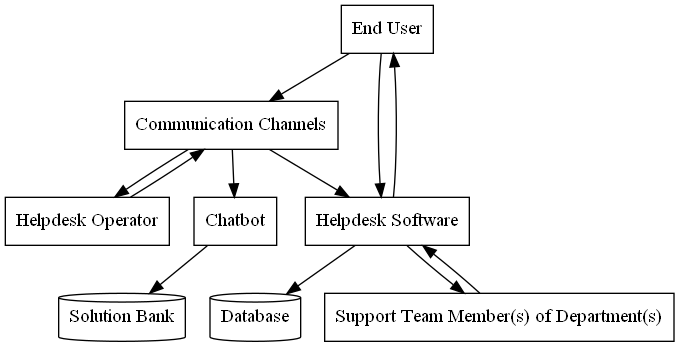 End User
Communication Channels
Helpdesk Operator
Chatbot
Helpdesk Software
Solution Bank
Database
Support Team Member(s) of Department(s)